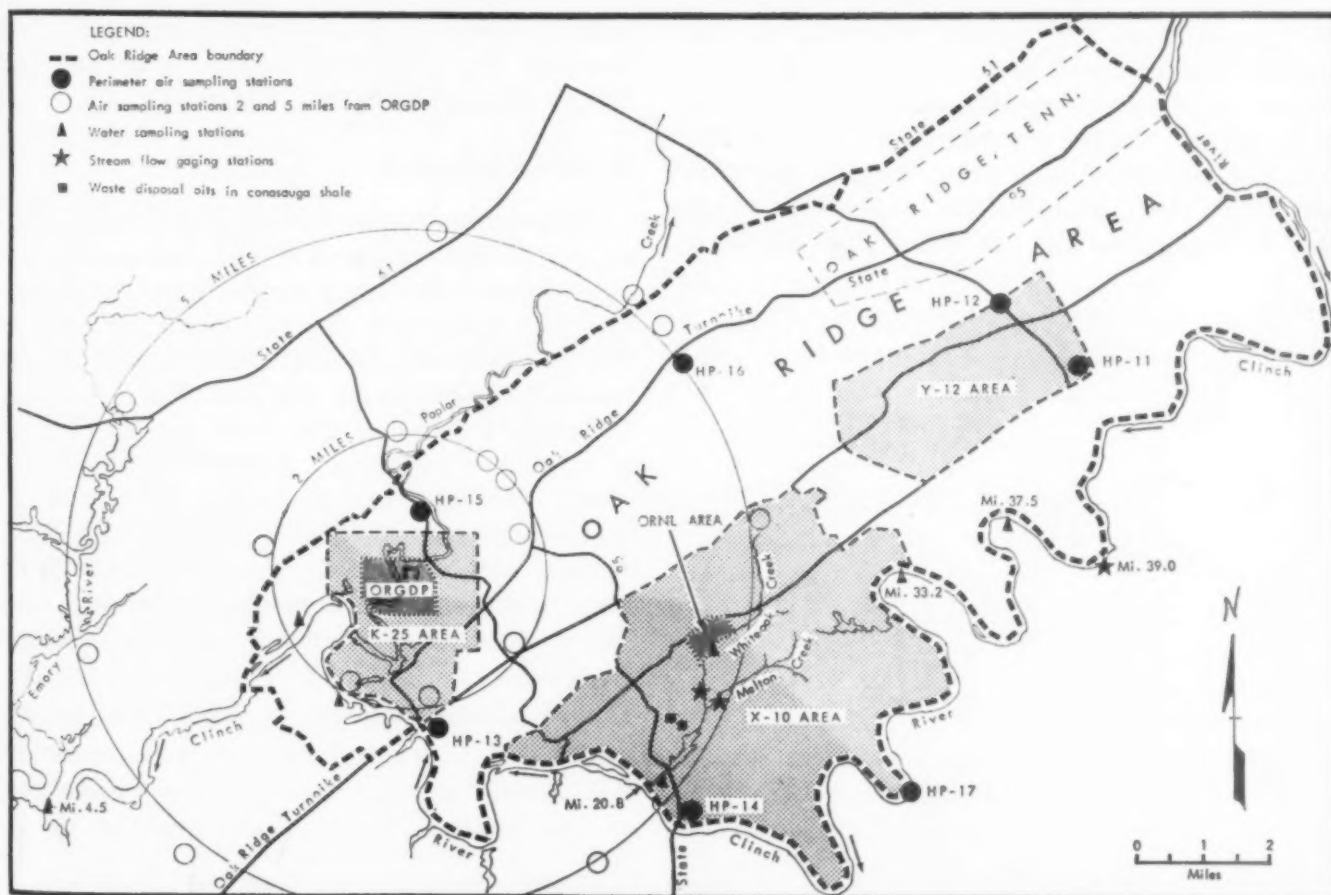 LEGEND:
Oak Ridge Area boundary
Perimeter air sampling stations
Air sampling stations 2 and 5 miles from ORGDP
Water sampling stations
Stream flow gaging stations
Waste disposal pits in conasauga shale
State 51
OAK RIDGE, TENN.
River
State 95
OAK RIDGE AREA
5 MILES
State 61
Creek
HP-12
Oak Ridge Turnpike
HP-16
HP-11
Y-12 AREA
Clinch
Poplar
2 MILES
HP-15
ORNL AREA
Mi. 37.5
95
Creek
Mi. 39.0
River
ORGDP
Mi. 33.2
N
K-25 AREA
Whiteoak
Creek
Melton
Emory
X-10 AREA
River
Clinch
HP-13
HP-17
Mi. 4.5
Mi. 20.8
HP-14
Oak Ridge Turnpike
River
State
Clinch
0 1 2
Miles